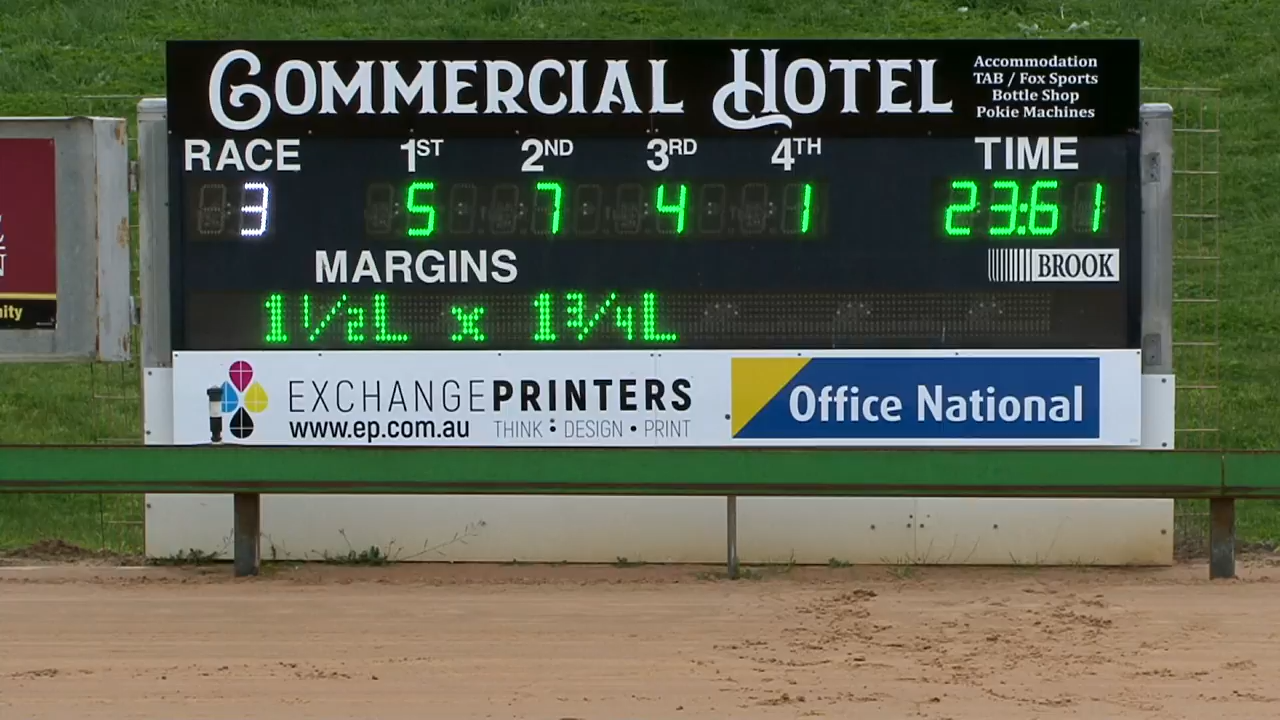 COMMERCIAL HOTEL
Accommodation
TAB / Fox Sports
Bottle Shop
Pokie Machines
RACE 1ST 2ND 3RD 4TH TIME
3 5 7 4 1 23:61
MARGINS
BROOK
1½L x 1¾L
EXCHANGEPRINTERS
www.ep.com.au THINK • DESIGN • PRINT
Office National